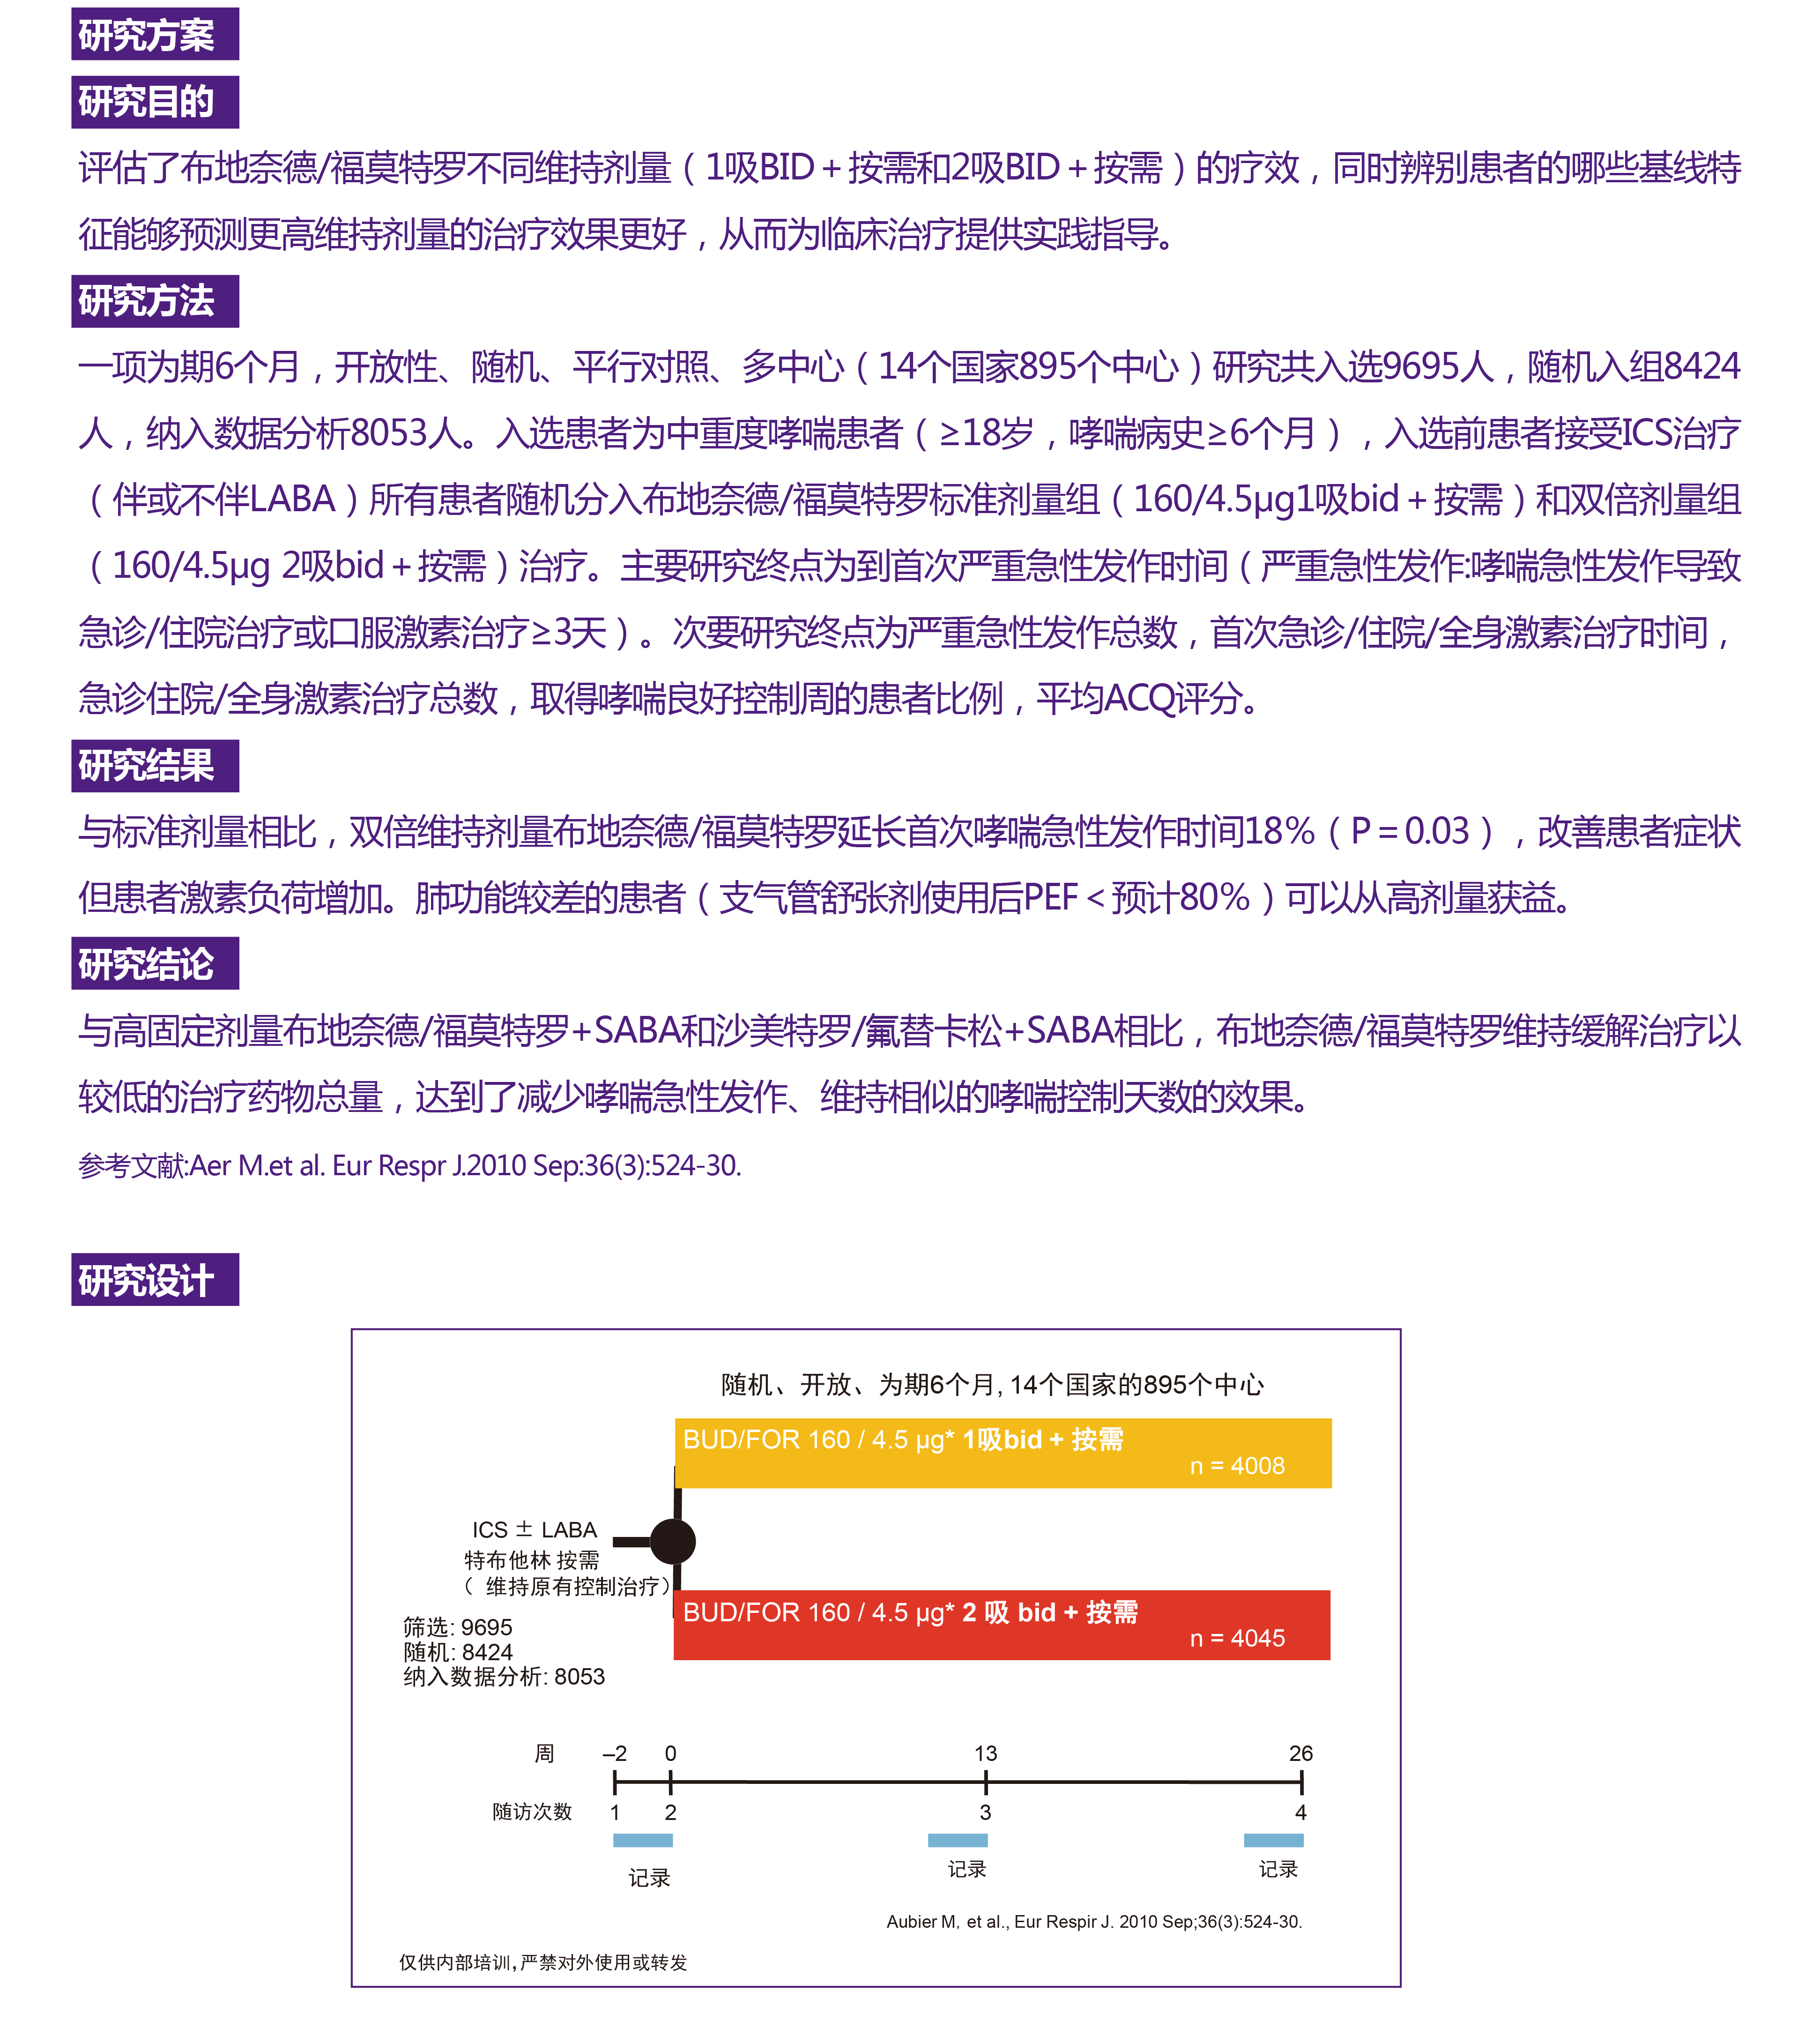 研究方案
研究目的
评估了布地奈德/福莫特罗不同维持剂量（1吸BID+按需和2吸BID+按需）的疗效，同时辨别患者的哪些基线特
征能够预测更高维持剂量的治疗效果更好，从而为临床治疗提供实践指导。
研究方法
一项为期6个月，开放性、随机、平行对照、多中心（14个国家895个中心）研究共入选9695人，随机入组8424
人，纳入数据分析8053人。入选患者为中重度哮喘患者（≥18岁，哮喘病史≥6个月），入选前患者接受ICS治疗
（伴或不伴LABA）所有患者随机分入布地奈德/福莫特罗标准剂量组（160/4.5μg1吸bid+按需）和双倍剂量组
（160/4.5μg 2吸bid+按需）治疗。主要研究终点为到首次严重急性发作时间（严重急性发作:哮喘急性发作导致
急诊/住院治疗或口服激素治疗≥3天）。次要研究终点为严重急性发作总数，首次急诊/住院/全身激素治疗时间，
急诊住院/全身激素治疗总数，取得哮喘良好控制周的患者比例，平均ACQ评分。
研究结果
与标准剂量相比，双倍维持剂量布地奈德/福莫特罗延长首次哮喘急性发作时间18%（P=0.03），改善患者症状
但患者激素负荷增加。肺功能较差的患者（支气管舒张剂使用后PEF＜预计80%）可以从高剂量获益。
研究结论
与高固定剂量布地奈德/福莫特罗+SABA和沙美特罗/氟替卡松+SABA相比，布地奈德/福莫特罗维持缓解治疗以
较低的治疗药物总量，达到了减少哮喘急性发作、维持相似的哮喘控制天数的效果。
参考文献:Aer M.et al. Eur Respr J.2010 Sep:36(3):524-30.
研究设计
随机、开放、为期6个月, 14个国家的895个中心
BUD/FOR 160 / 4.5 μg* 1吸bid + 按需
n = 4008
ICS ± LABA
特布他林 按需
（ 维持原有控制治疗）
BUD/FOR 160 / 4.5 μg* 2 吸 bid + 按需
n = 4045
筛选: 9695
随机: 8424
纳入数据分析: 8053
周 –2 0 13 26
随访次数 1 2 3 4
记录 记录 记录
Aubier M, et al., Eur Respir J. 2010 Sep;36(3):524-30.
仅供内部培训,严禁对外使用或转发